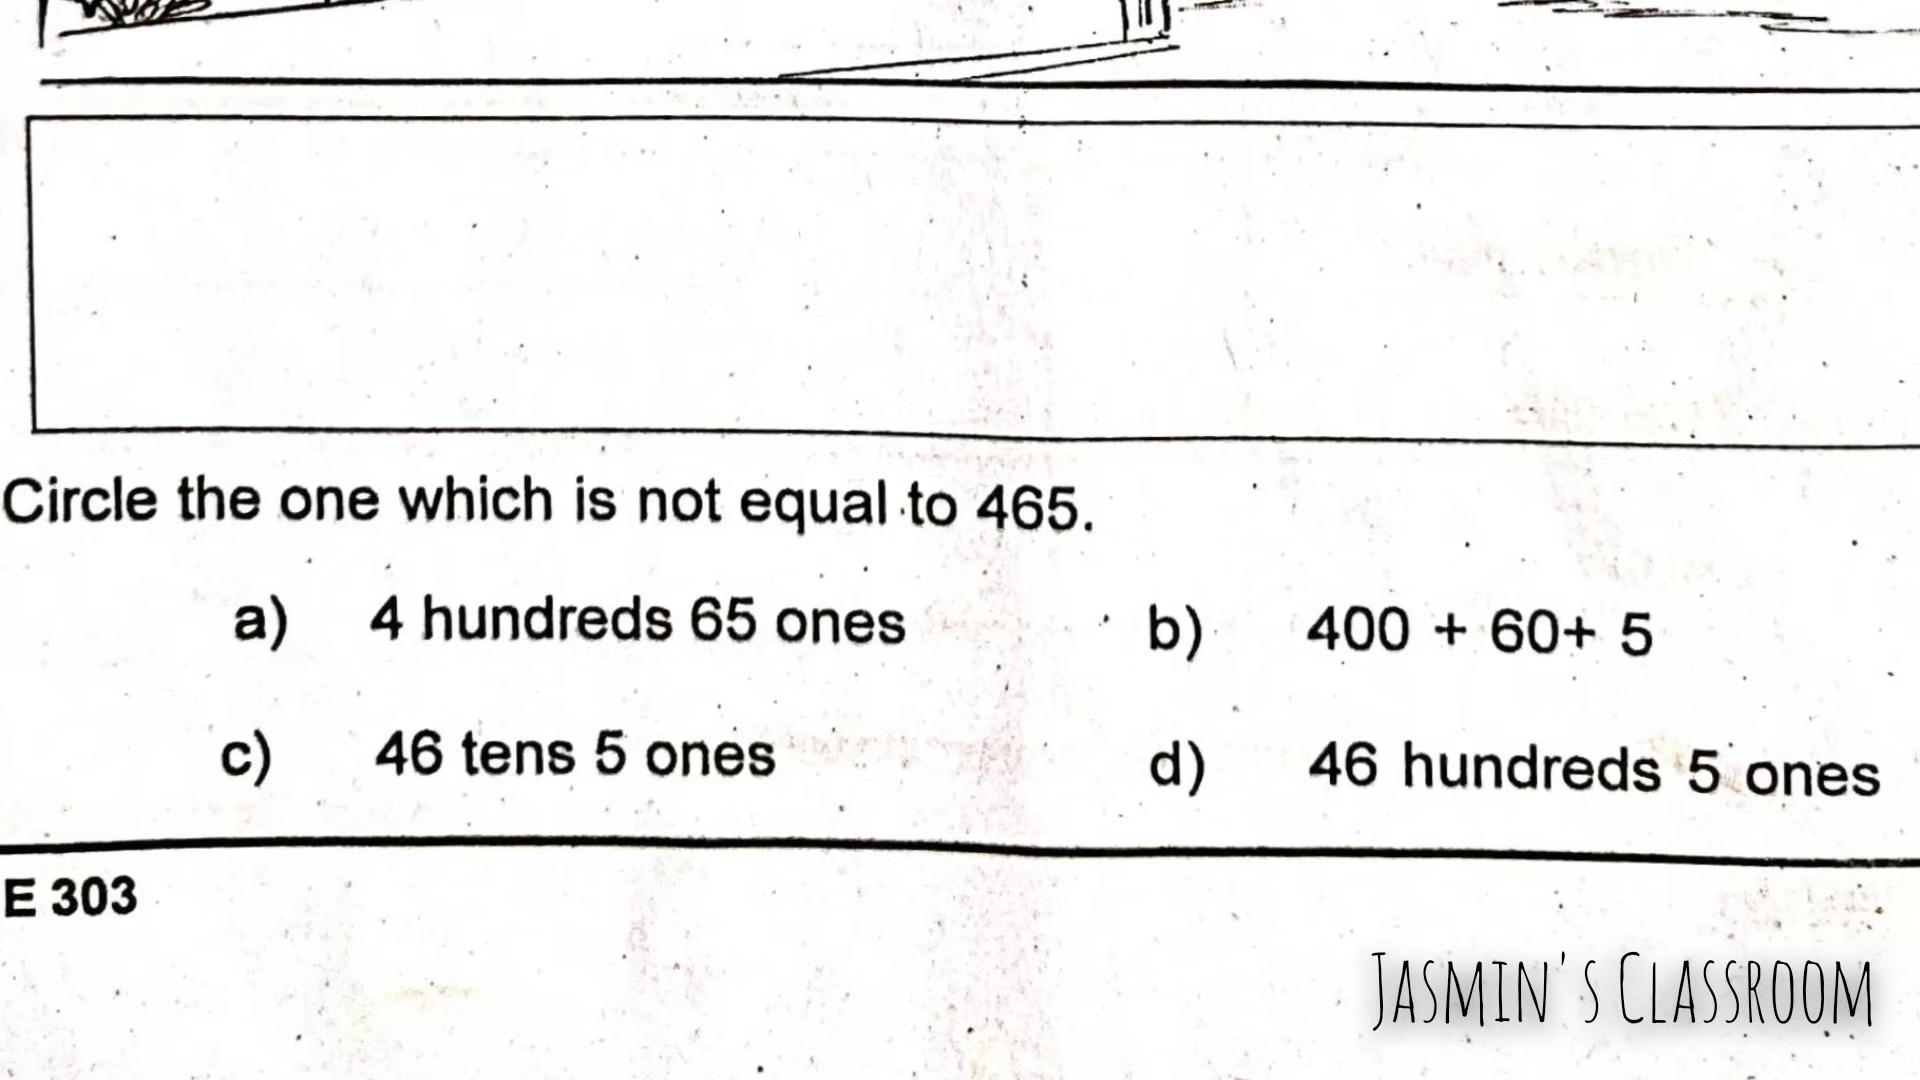 Circle the one which is not equal to 465.
a) 4 hundreds 65 ones b) 400 + 60+ 5
c) 46 tens 5 ones d) 46 hundreds 5 ones
E 303
JASMIN'S CLASSROOM